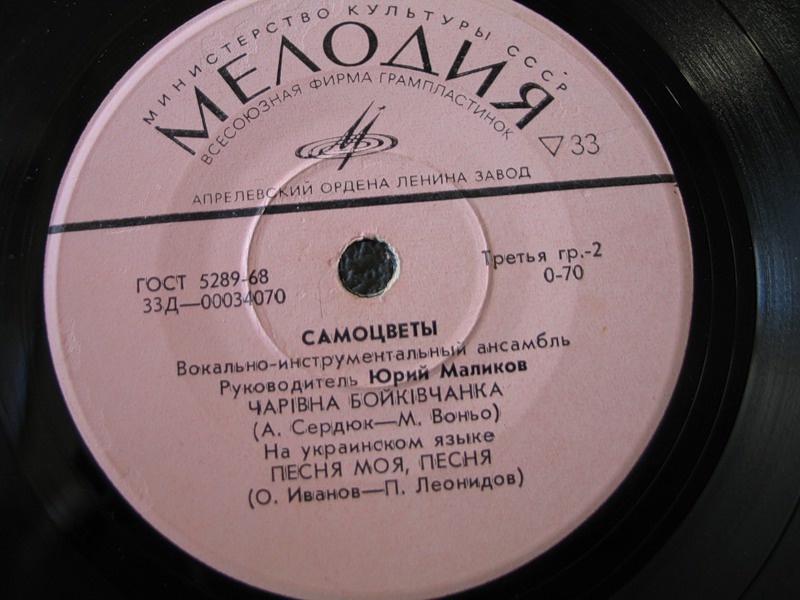 МИНИСТЕРСТВО КУЛЬТУРЫ СССР
МЕЛОДИЯ
ВСЕСОЮЗНАЯ ФИРМА ГРАМПЛАСТИНОК
▽33
АПРЕЛЕВСКИЙ ОРДЕНА ЛЕНИНА ЗАВОД
ГОСТ 5289-68
33Д—00034070
Третья гр.-2
0-70
САМОЦВЕТЫ
Вокально-инструментальный ансамбль
Руководитель Юрий Маликов
ЧАРІВНА БОЙКІВЧАНКА
(А. Сердюк—М. Воньо)
На украинском языке
ПЕСНЯ МОЯ, ПЕСНЯ
(О. Иванов—П. Леонидов)